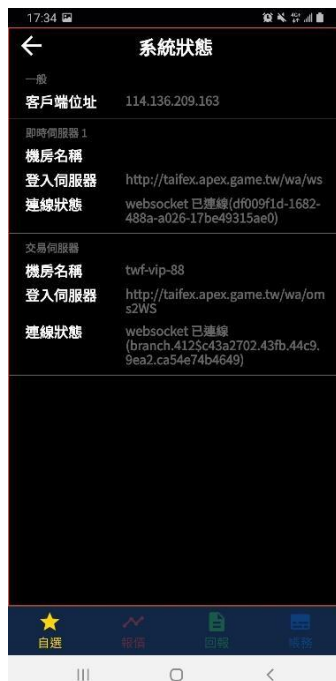 17:34
系統狀態
一般
客戶端位址 114.136.209.163
即時伺服器 1
機房名稱
登入伺服器 http://taifex.apex.game.tw/wa/ws
連線狀態 websocket 已連線(df009f1d-1682-
488a-a026-17be49315ae0)
交易伺服器
機房名稱 twf-vip-88
登入伺服器 http://taifex.apex.game.tw/wa/om
s2WS
連線狀態 websocket 已連線
(branch.412$c43a2702.43fb.44c9.
9ea2.ca54e74b4649)
自選 報價 回報 帳務